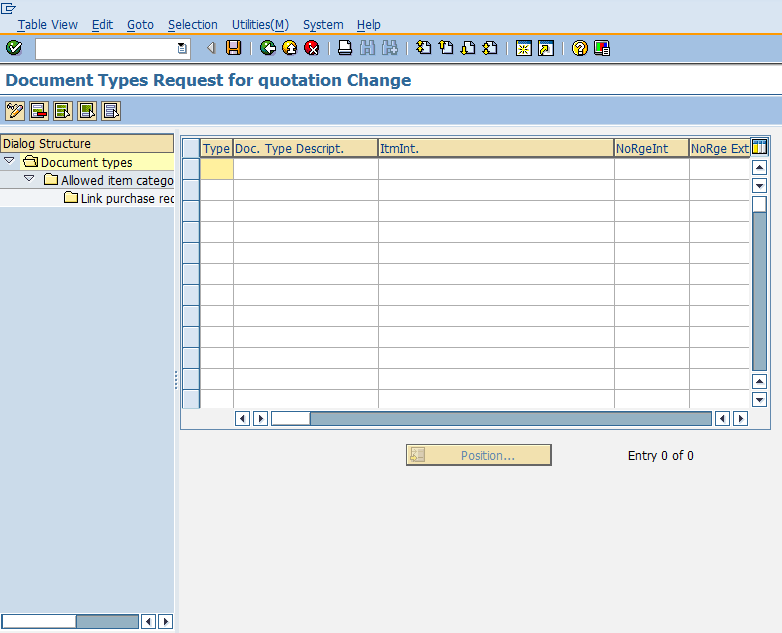 Table View Edit Goto Selection Utilities(M) System Help
Document Types Request for quotation Change
Dialog Structure
Document types
Allowed item catego
Link purchase rec
Type Doc. Type Descript. ItmInt. NoRgeInt NoRge Ext
Position...
Entry 0 of 0